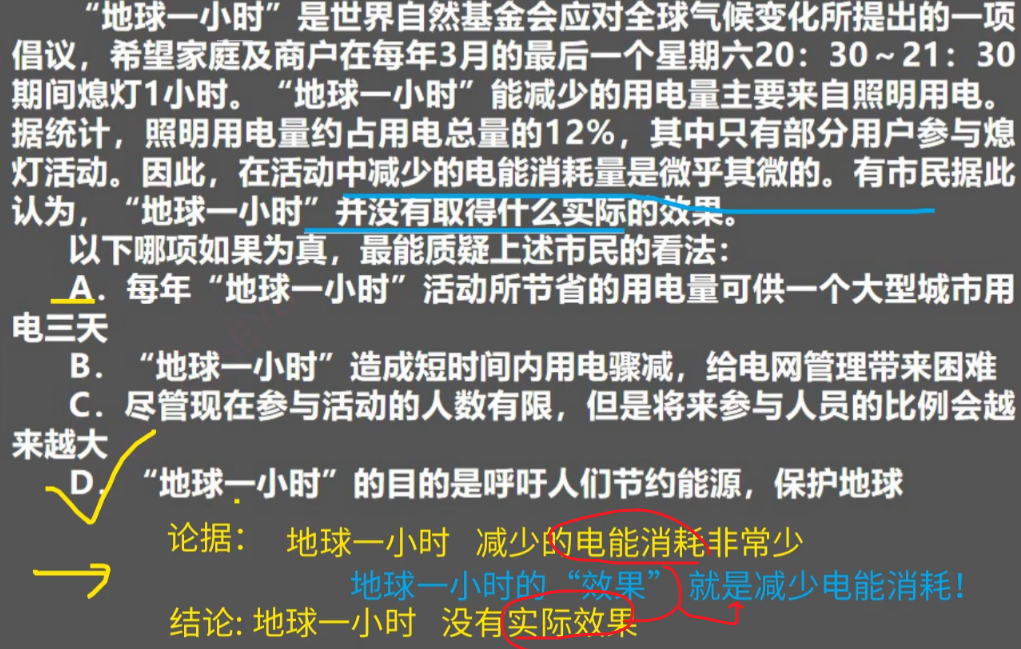 “地球一小时”是世界自然基金会应对全球气候变化所提出的一项
倡议，希望家庭及商户在每年3月的最后一个星期六20：30～21：30
期间熄灯1小时。“地球一小时”能减少的用电量主要来自照明用电。
据统计，照明用电量约占用电总量的12%，其中只有部分用户参与熄
灯活动。因此，在活动中减少的电能消耗量是微乎其微的。有市民据此
认为，“地球一小时”并没有取得什么实际的效果。
以下哪项如果为真，最能质疑上述市民的看法：
A．每年“地球一小时”活动所节省的用电量可供一个大型城市用
电三天
B．“地球一小时”造成短时间内用电骤减，给电网管理带来困难
C．尽管现在参与活动的人数有限，但是将来参与人员的比例会越
来越大
D．“地球一小时”的目的是呼吁人们节约能源，保护地球
论据： 地球一小时 减少的电能消耗非常少
地球一小时的“效果” 就是减少电能消耗！
结论: 地球一小时 没有实际效果